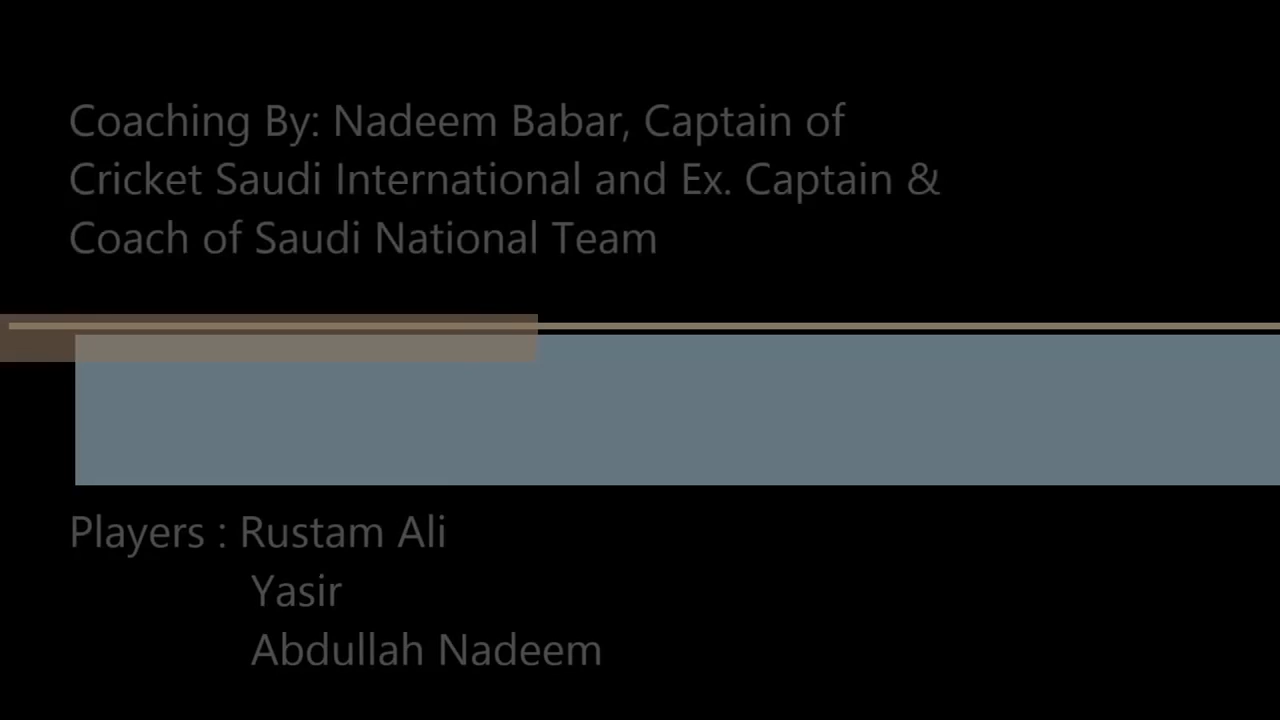 Coaching By: Nadeem Babar, Captain of
Cricket Saudi International and Ex. Captain &
Coach of Saudi National Team
Players : Rustam Ali
Yasir
Abdullah Nadeem